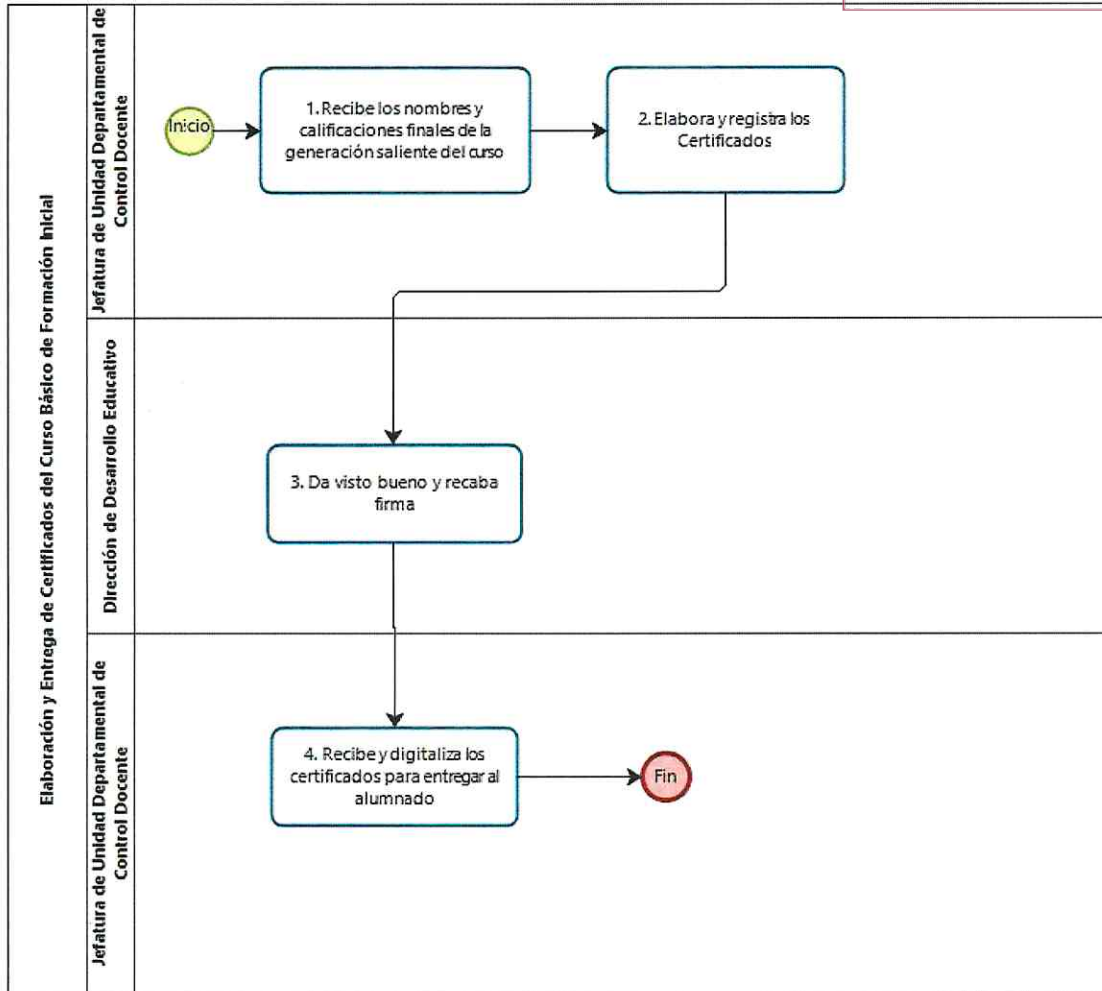 Elaboración y Entrega de Certificados del Curso Básico de Formación Inicial
Jefatura de Unidad Departamental de
Control Docente
Inicio
1. Recibe los nombres y
calificaciones finales de la
generación saliente del curso
2. Elabora y registra los
Certificados
Dirección de Desarrollo Educativo
3. Da visto bueno y recaba
firma
Jefatura de Unidad Departamental de
Control Docente
4. Recibe y digitaliza los
certificados para entregar al
alumnado
Fin